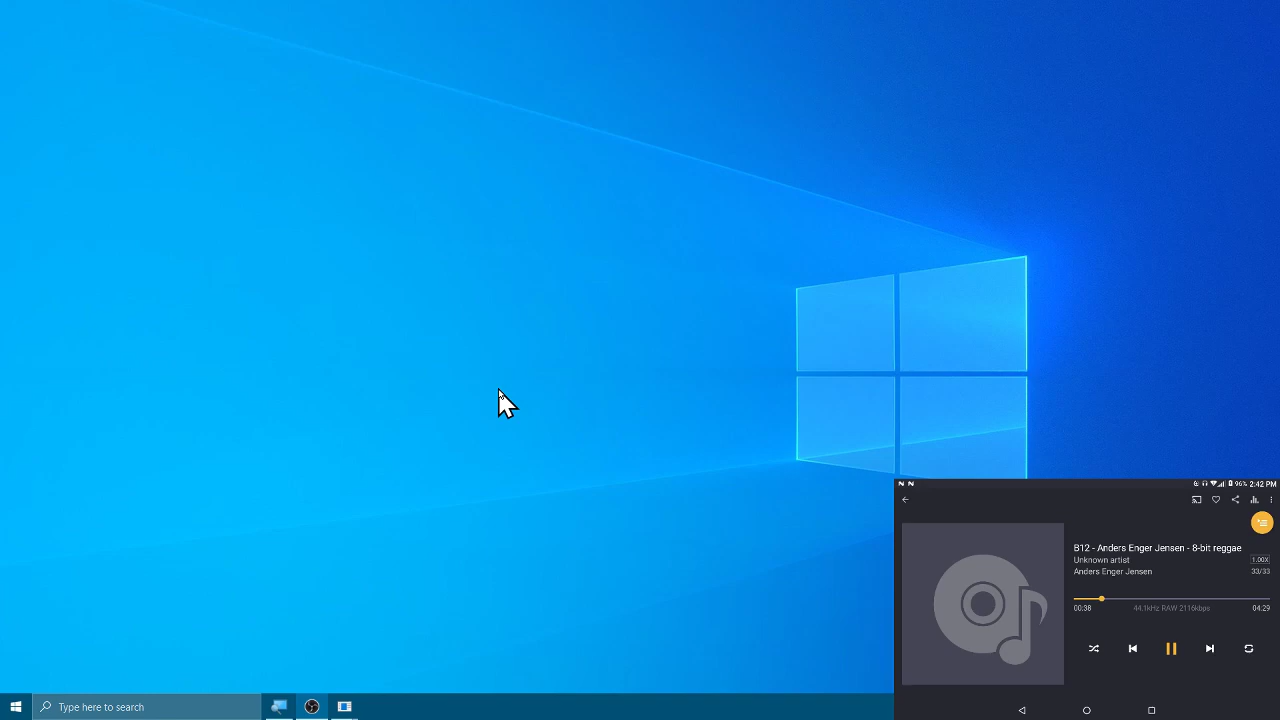 96% 2:42 PM
B12 - Anders Enger Jensen - 8-bit reggae
Unknown artist
1.00X
Anders Enger Jensen
33/33
00:38
44.1kHz RAW 2116kbps
04:29
Type here to search